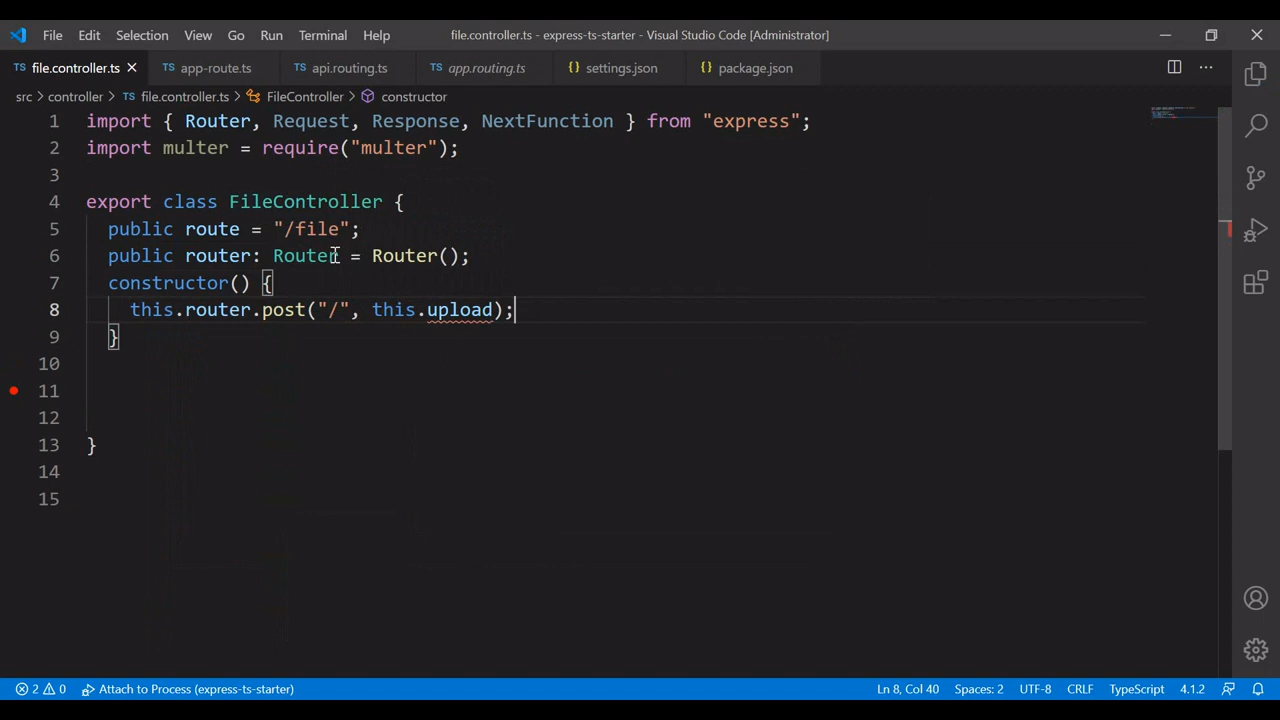 File Edit Selection View Go Run Terminal Help file.controller.ts - express-ts-starter - Visual Studio Code [Administrator]
TS file.controller.ts TS app-route.ts TS api.routing.ts TS app.routing.ts {} settings.json {} package.json
src > controller > TS file.controller.ts > FileController > constructor
1 import { Router, Request, Response, NextFunction } from "express";
2 import multer = require("multer");
3
4 export class FileController {
5 public route = "/file";
6 public router: Router = Router();
7 constructor() {
8 this.router.post("/", this.upload);
9 }
10
11
12
13 }
14
15
2 0 Attach to Process (express-ts-starter) Ln 8, Col 40 Spaces: 2 UTF-8 CRLF TypeScript 4.1.2